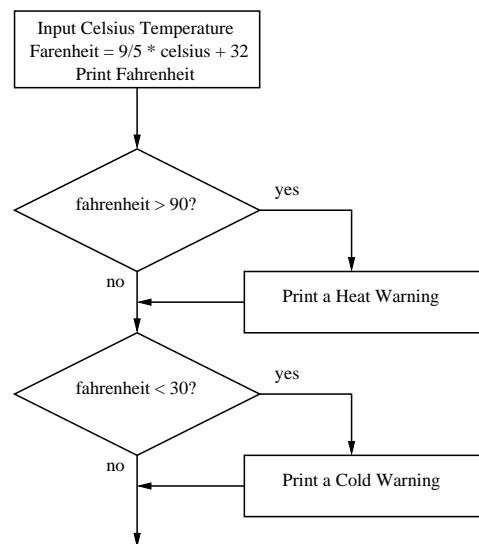 Input Celsius Temperature
Farenheit = 9/5 * celsius + 32
Print Fahrenheit
fahrenheit > 90?
yes
no
Print a Heat Warning
fahrenheit < 30?
yes
no
Print a Cold Warning